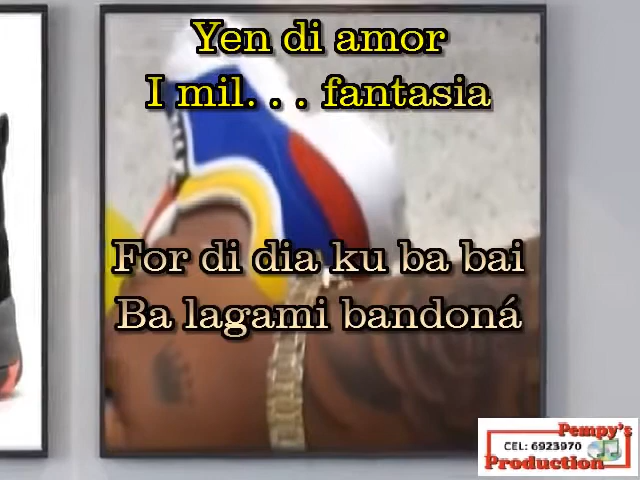 Yen di amor
I mil. . . fantasia
For di dia ku ba bai
Ba lagami bandoná
Pempy's
CEL: 6923970
Production